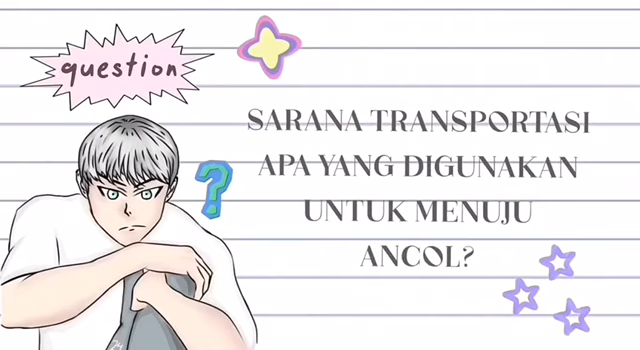 question
SARANA TRANSPORTASI
APA YANG DIGUNAKAN
UNTUK MENUJU
ANCOL?
?